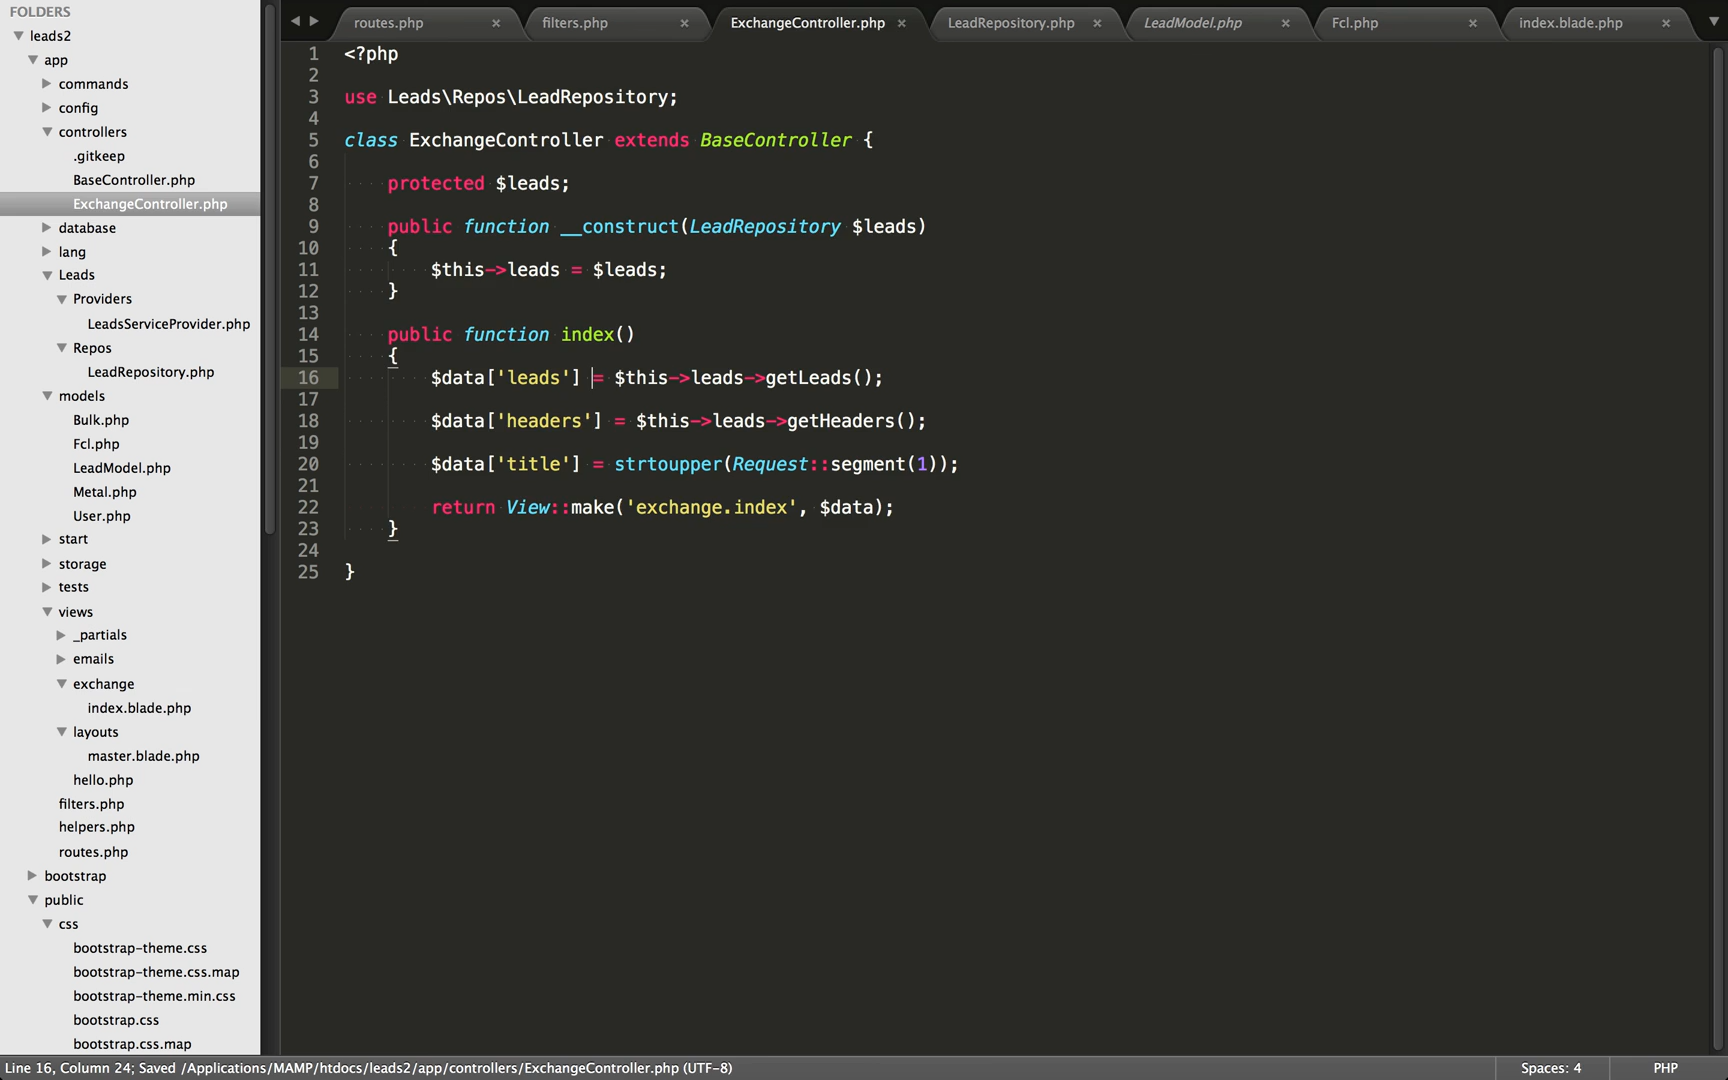 FOLDERS
leads2
app
commands
config
controllers
.gitkeep
BaseController.php
ExchangeController.php
database
lang
Leads
Providers
LeadsServiceProvider.php
Repos
LeadRepository.php
models
Bulk.php
Fcl.php
LeadModel.php
Metal.php
User.php
start
storage
tests
views
_partials
emails
exchange
index.blade.php
layouts
master.blade.php
hello.php
filters.php
helpers.php
routes.php
bootstrap
public
css
bootstrap-theme.css
bootstrap-theme.css.map
bootstrap-theme.min.css
bootstrap.css
bootstrap.css.map
routes.php × filters.php × ExchangeController.php × LeadRepository.php × LeadModel.php × Fcl.php × index.blade.php ×
1 <?php
2
3 use Leads\Repos\LeadRepository;
4
5 class ExchangeController extends BaseController {
6
7 protected $leads;
8
9 public function __construct(LeadRepository $leads)
10 {
11 $this->leads = $leads;
12 }
13
14 public function index()
15 {
16 $data['leads'] = $this->leads->getLeads();
17
18 $data['headers'] = $this->leads->getHeaders();
19
20 $data['title'] = strtoupper(Request::segment(1));
21
22 return View::make('exchange.index', $data);
23 }
24
25 }
Line 16, Column 24; Saved /Applications/MAMP/htdocs/leads2/app/controllers/ExchangeController.php (UTF-8) Spaces: 4 PHP